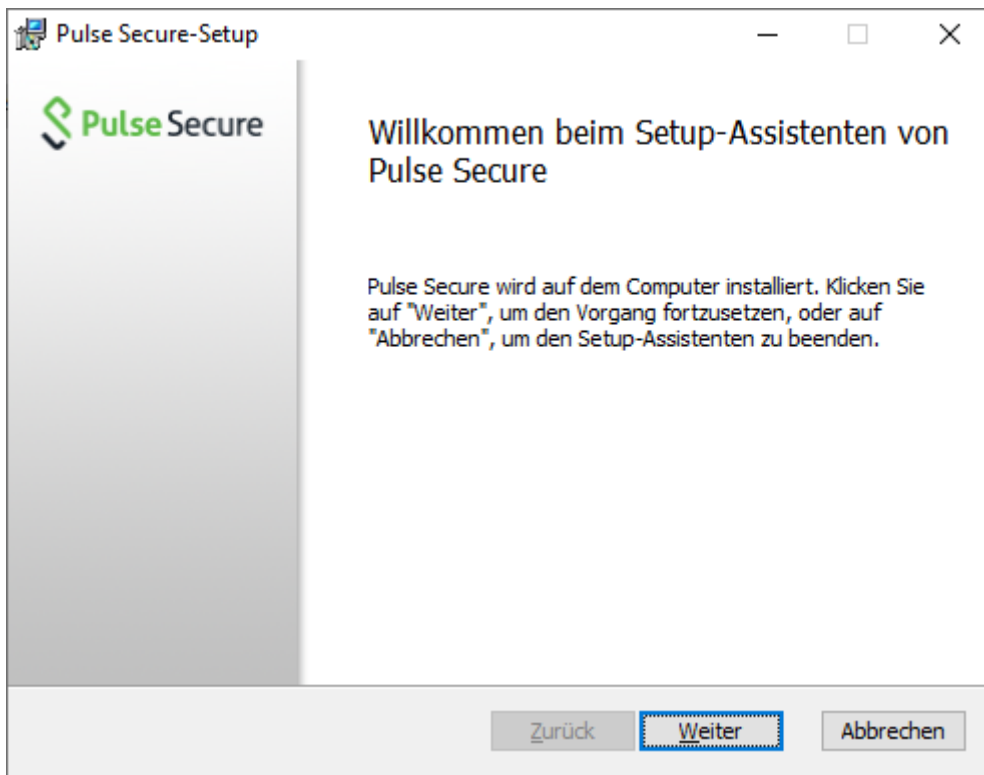 Pulse Secure-Setup
Pulse Secure
Willkommen beim Setup-Assistenten von
Pulse Secure
Pulse Secure wird auf dem Computer installiert. Klicken Sie
auf "Weiter", um den Vorgang fortzusetzen, oder auf
"Abbrechen", um den Setup-Assistenten zu beenden.
Zurück
Weiter
Abbrechen